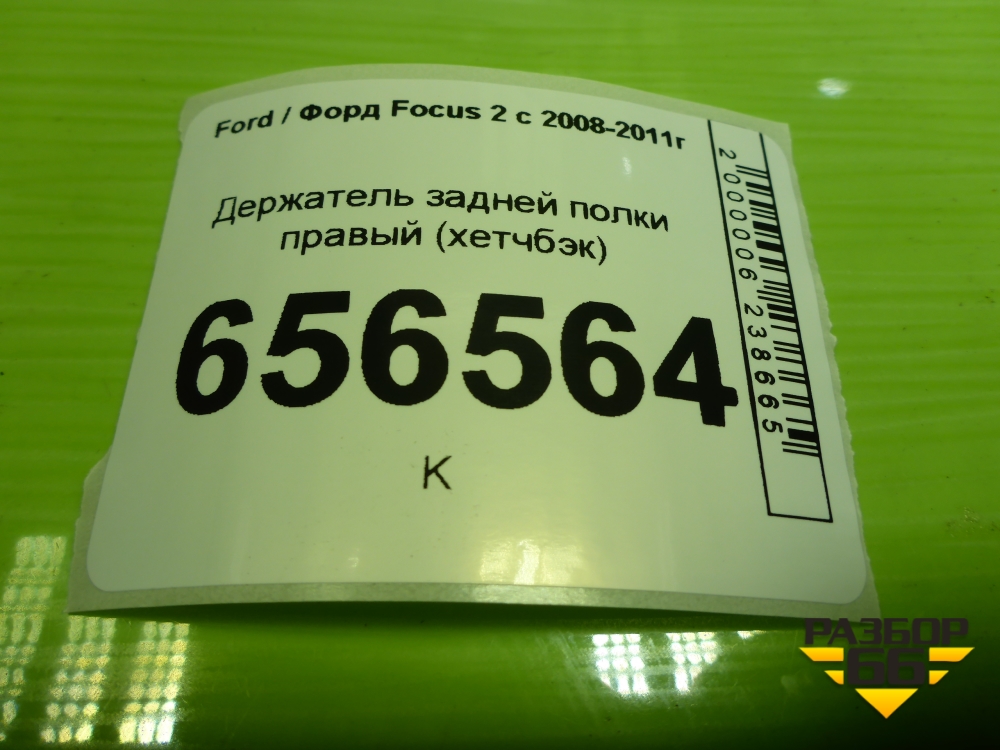 Ford / Форд Focus 2 с 2008-2011г
Держатель задней полки
правый (хетчбэк)
656564
К
2000006238665
РАЗБОР
66